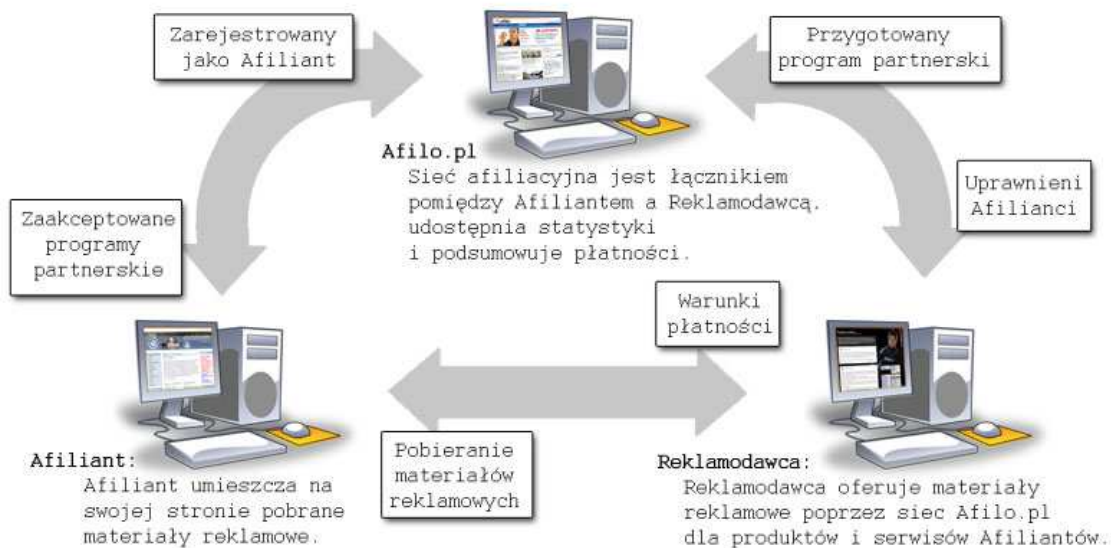 Zarejestrowany
jako Afiliant
Przygotowany
program partnerski
Afilo.pl
Sieć afiliacyjna jest łącznikiem
pomiędzy Afiliantem a Reklamodawcą.
udostępnia statystyki
i podsumowuje płatności.
Zaakceptowane
programy
partnerskie
Uprawnieni
Afilianci
Warunki
płatności
Pobieranie
materiałów
reklamowych
Afiliant:
Afiliant umieszcza na
swojej stronie pobrane
materiały reklamowe.
Reklamodawca:
Reklamodawca oferuje materiały
reklamowe poprzez siec Afilo.pl
dla produktów i serwisów Afiliantów.